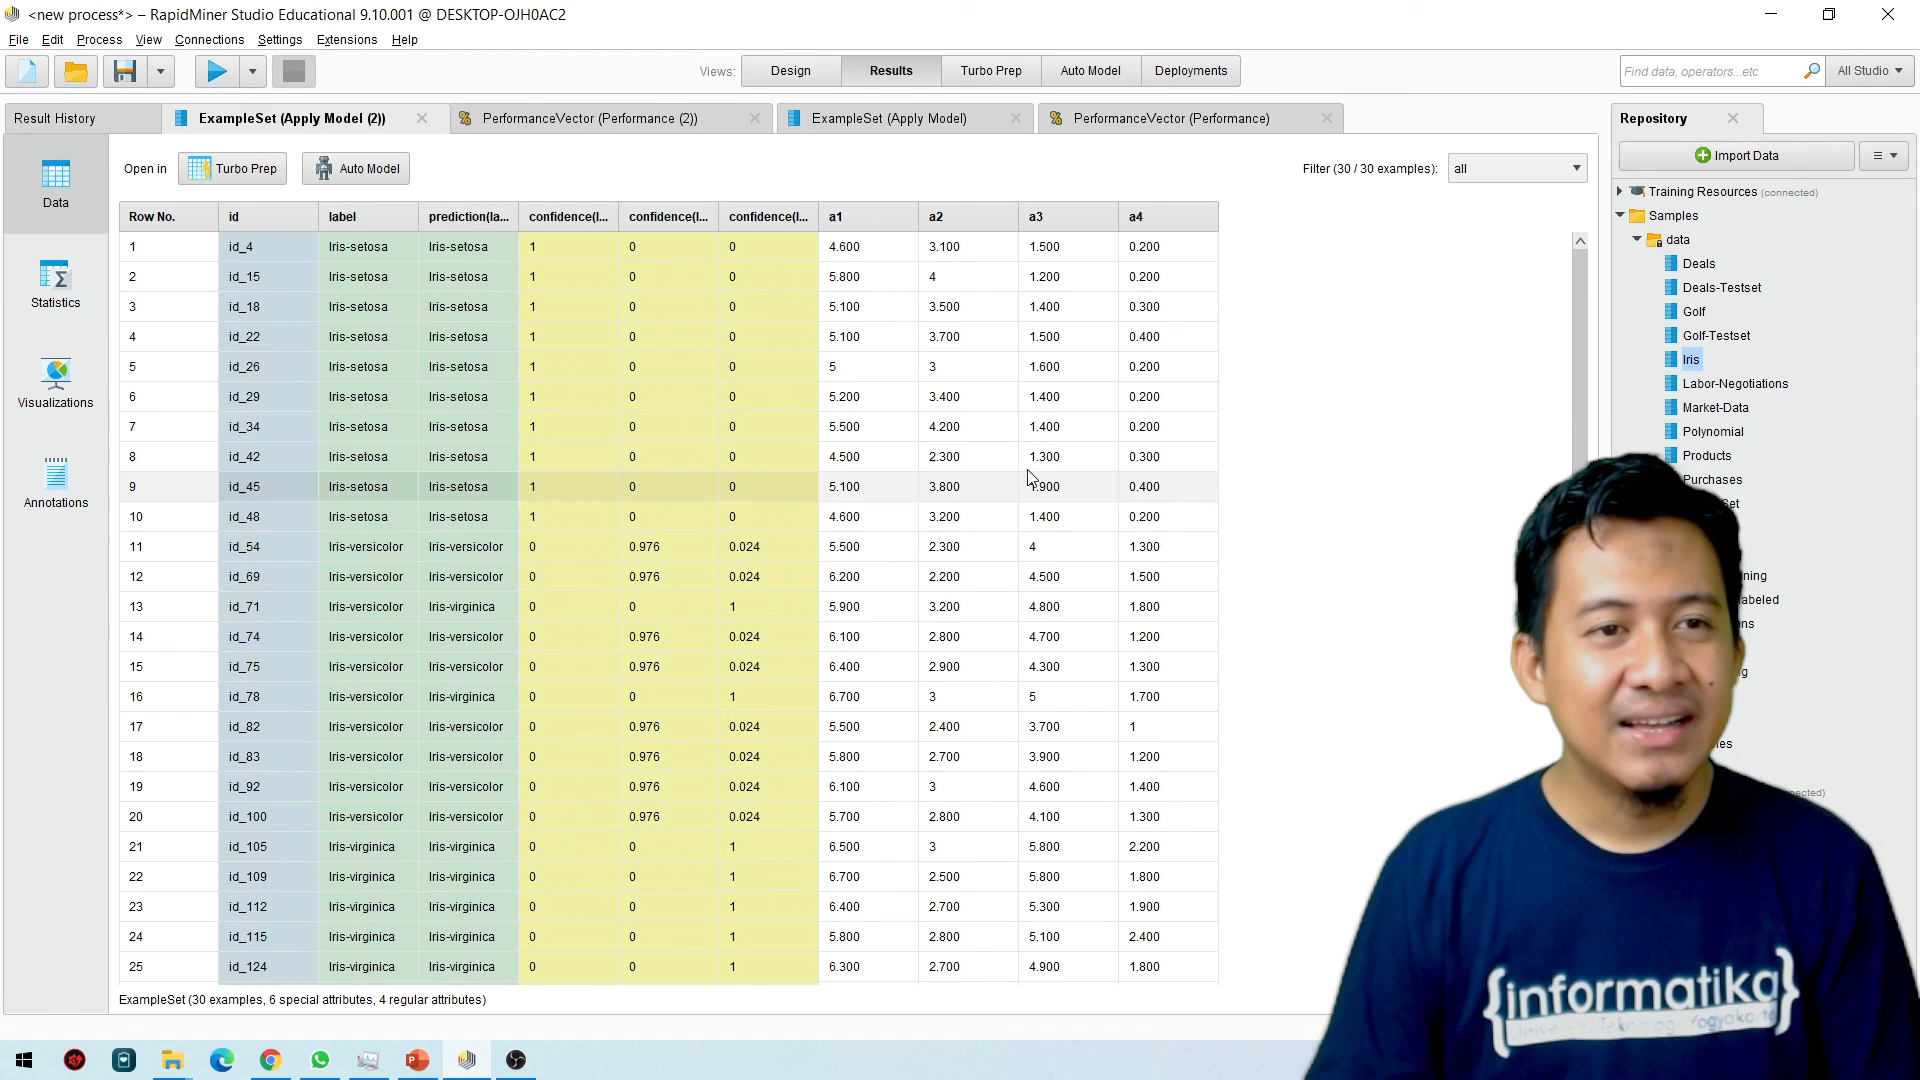 <new process*> – RapidMiner Studio Educational 9.10.001 @ DESKTOP-OJH0AC2
File Edit Process View Connections Settings Extensions Help
Views: Design Results Turbo Prep Auto Model Deployments
Find data, operators...etc All Studio
Result History ExampleSet (Apply Model (2)) PerformanceVector (Performance (2)) ExampleSet (Apply Model) PerformanceVector (Performance)
Repository
Data
Statistics
Visualizations
Annotations
Open in Turbo Prep Auto Model Filter (30 / 30 examples): all
Row No. id label prediction(la... confidence(I... confidence(I... confidence(I... a1 a2 a3 a4
1 id_4 Iris-setosa Iris-setosa 1 0 0 4.600 3.100 1.500 0.200
2 id_15 Iris-setosa Iris-setosa 1 0 0 5.800 4 1.200 0.200
3 id_18 Iris-setosa Iris-setosa 1 0 0 5.100 3.500 1.400 0.300
4 id_22 Iris-setosa Iris-setosa 1 0 0 5.100 3.700 1.500 0.400
5 id_26 Iris-setosa Iris-setosa 1 0 0 5 3 1.600 0.200
6 id_29 Iris-setosa Iris-setosa 1 0 0 5.200 3.400 1.400 0.200
7 id_34 Iris-setosa Iris-setosa 1 0 0 5.500 4.200 1.400 0.200
8 id_42 Iris-setosa Iris-setosa 1 0 0 4.500 2.300 1.300 0.300
9 id_45 Iris-setosa Iris-setosa 1 0 0 5.100 3.800 1.900 0.400
10 id_48 Iris-setosa Iris-setosa 1 0 0 4.600 3.200 1.400 0.200
11 id_54 Iris-versicolor Iris-versicolor 0 0.976 0.024 5.500 2.300 4 1.300
12 id_69 Iris-versicolor Iris-versicolor 0 0.976 0.024 6.200 2.200 4.500 1.500
13 id_71 Iris-versicolor Iris-virginica 0 0 1 5.900 3.200 4.800 1.800
14 id_74 Iris-versicolor Iris-versicolor 0 0.976 0.024 6.100 2.800 4.700 1.200
15 id_75 Iris-versicolor Iris-versicolor 0 0.976 0.024 6.400 2.900 4.300 1.300
16 id_78 Iris-versicolor Iris-virginica 0 0 1 6.700 3 5 1.700
17 id_82 Iris-versicolor Iris-versicolor 0 0.976 0.024 5.500 2.400 3.700 1
18 id_83 Iris-versicolor Iris-versicolor 0 0.976 0.024 5.800 2.700 3.900 1.200
19 id_92 Iris-versicolor Iris-versicolor 0 0.976 0.024 6.100 3 4.600 1.400
20 id_100 Iris-versicolor Iris-versicolor 0 0.976 0.024 5.700 2.800 4.100 1.300
21 id_105 Iris-virginica Iris-virginica 0 0 1 6.500 3 5.800 2.200
22 id_109 Iris-virginica Iris-virginica 0 0 1 6.700 2.500 5.800 1.800
23 id_112 Iris-virginica Iris-virginica 0 0 1 6.400 2.700 5.300 1.900
24 id_115 Iris-virginica Iris-virginica 0 0 1 5.800 2.800 5.100 2.400
25 id_124 Iris-virginica Iris-virginica 0 0 1 6.300 2.700 4.900 1.800
ExampleSet (30 examples, 6 special attributes, 4 regular attributes)
Import Data
Training Resources (connected)
Samples
data
Deals
Deals-Testset
Golf
Golf-Testset
Iris
Labor-Negotiations
Market-Data
Polynomial
Products
Purchases
{informatika}